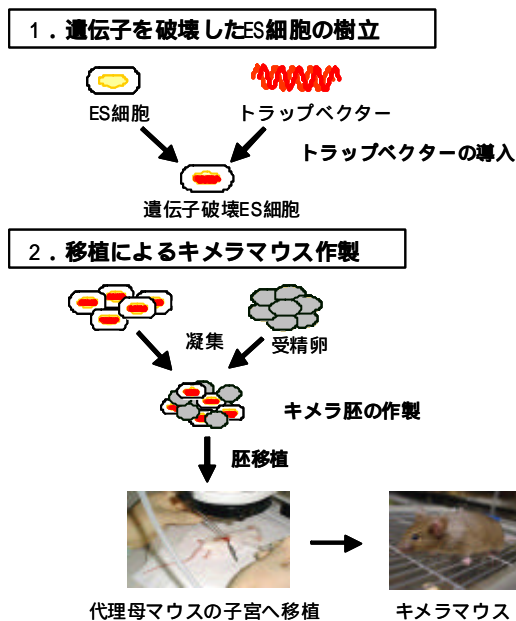 1．遺伝子を破壊したES細胞の樹立
ES細胞
トラップベクター
トラップベクターの導入
遺伝子破壊ES細胞
2．移植によるキメラマウス作製
凝集
受精卵
キメラ胚の作製
胚移植
代理母マウスの子宮へ移植
キメラマウス